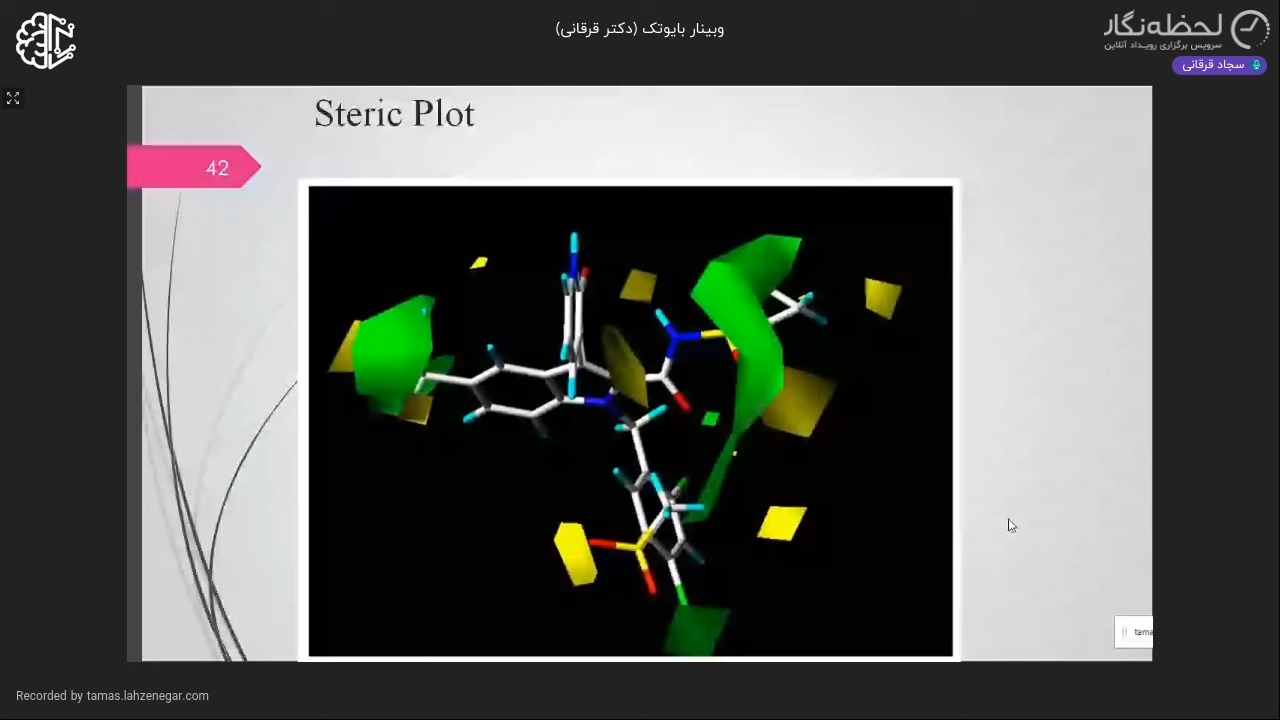 وبینار بایوتک (دکتر قرقانی)
لحظه‌نگار
سرویس برگزاری رویداد آنلاین
سجاد قرقانی
Steric Plot
42
tama
Recorded by tamas.lahzenegar.com